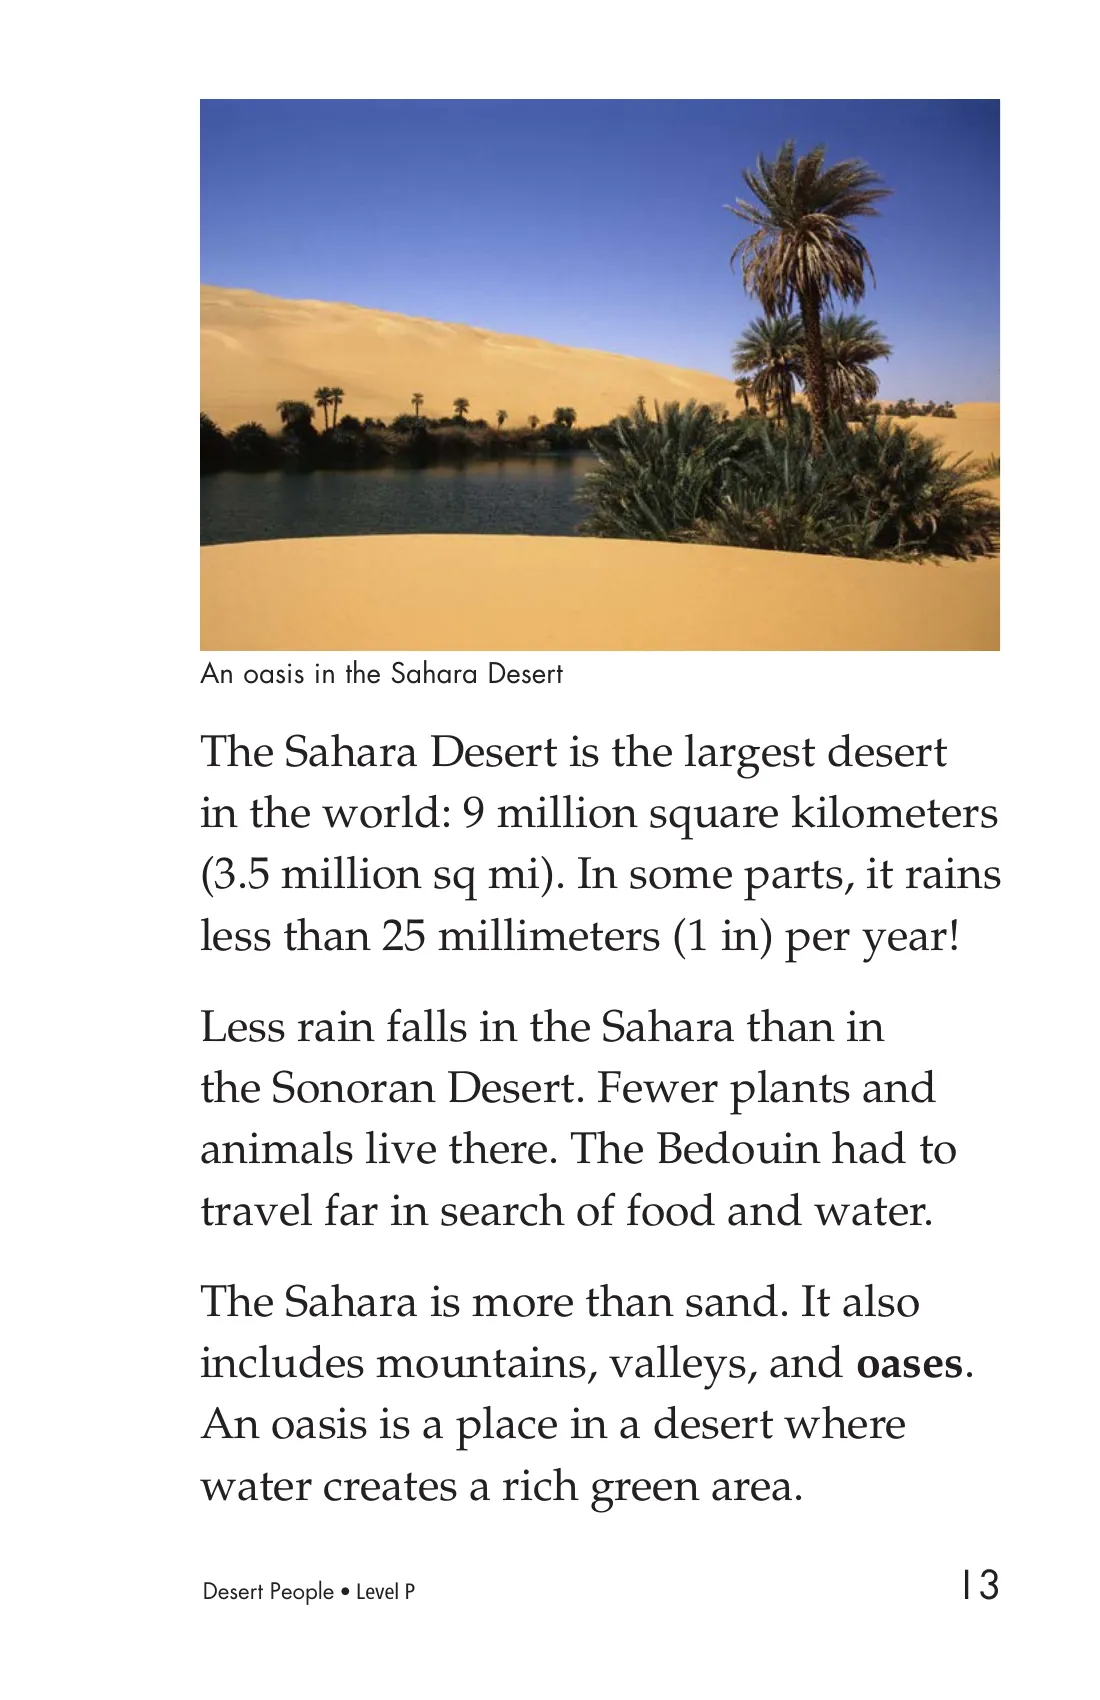 An oasis in the Sahara Desert
The Sahara Desert is the largest desert
in the world: 9 million square kilometers
(3.5 million sq mi). In some parts, it rains
less than 25 millimeters (1 in) per year!
Less rain falls in the Sahara than in
the Sonoran Desert. Fewer plants and
animals live there. The Bedouin had to
travel far in search of food and water.
The Sahara is more than sand. It also
includes mountains, valleys, and oases.
An oasis is a place in a desert where
water creates a rich green area.
Desert People • Level P 13